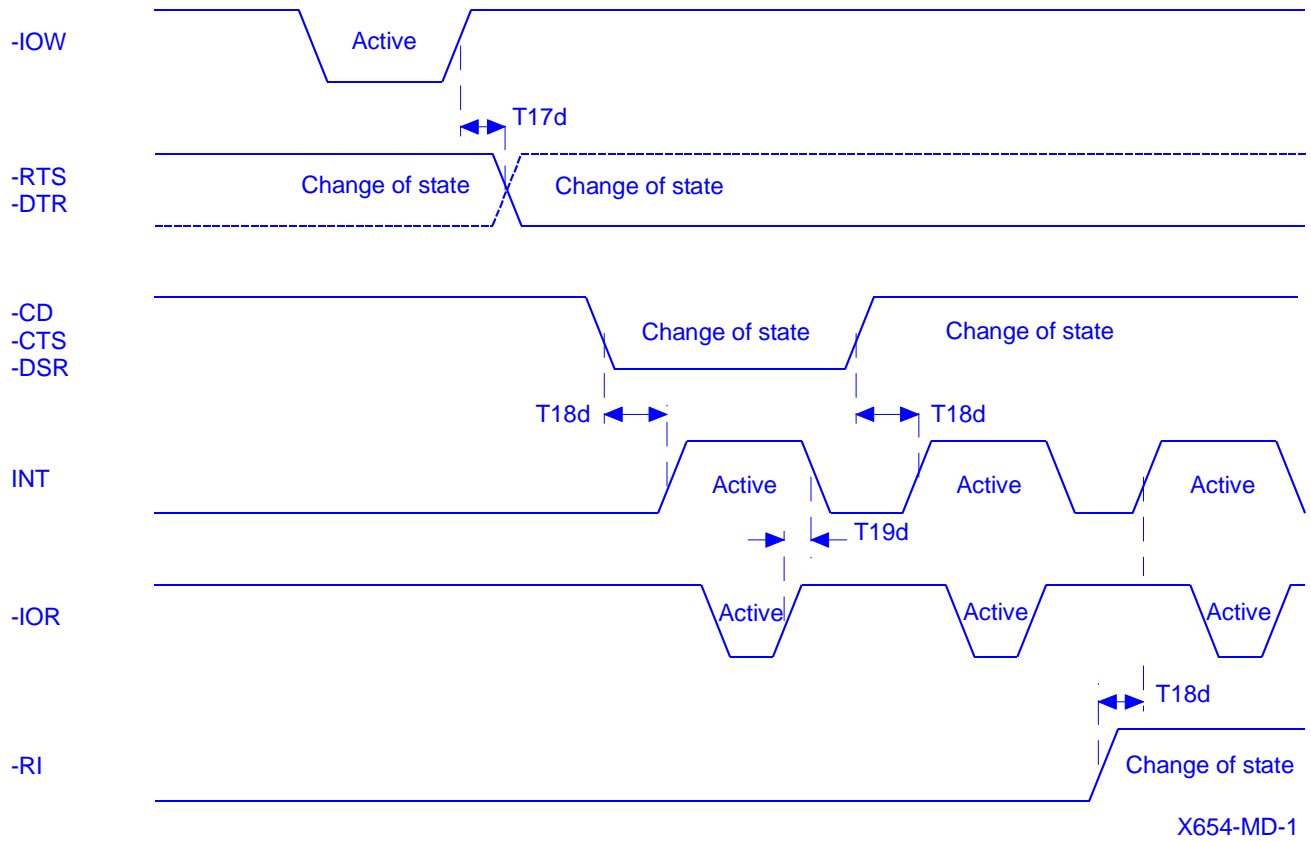 -IOW
Active
T17d
-RTS
-DTR
Change of state
Change of state
-CD
-CTS
-DSR
Change of state
Change of state
T18d
T18d
INT
Active
Active
Active
T19d
-IOR
Active
Active
Active
T18d
-RI
Change of state
X654-MD-1